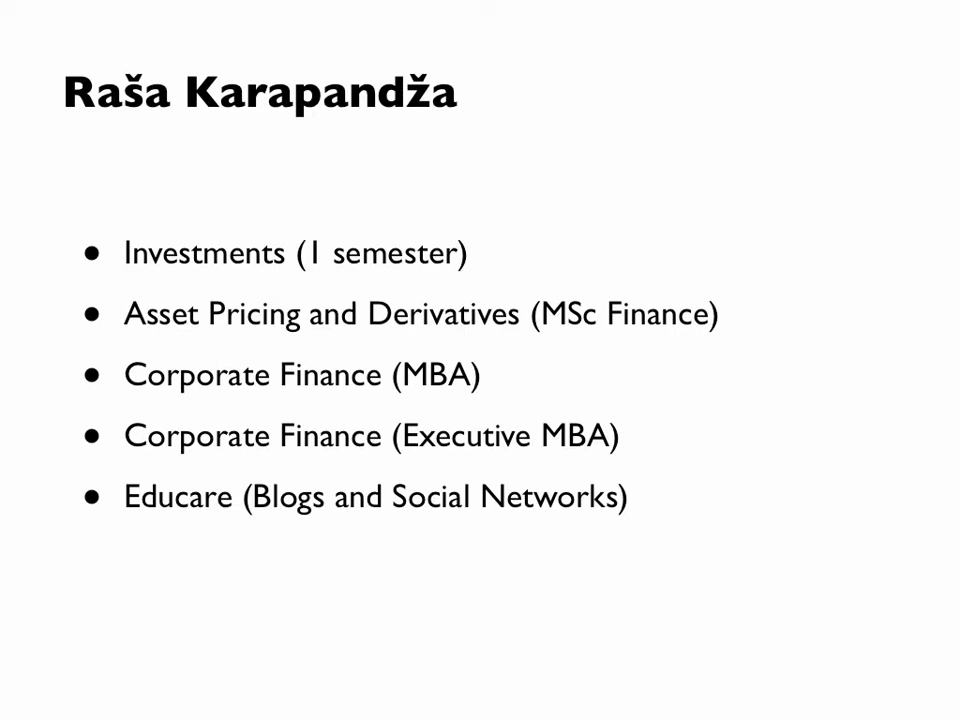 Raša Karapandža
• Investments (1 semester)
• Asset Pricing and Derivatives (MSc Finance)
• Corporate Finance (MBA)
• Corporate Finance (Executive MBA)
• Educare (Blogs and Social Networks)